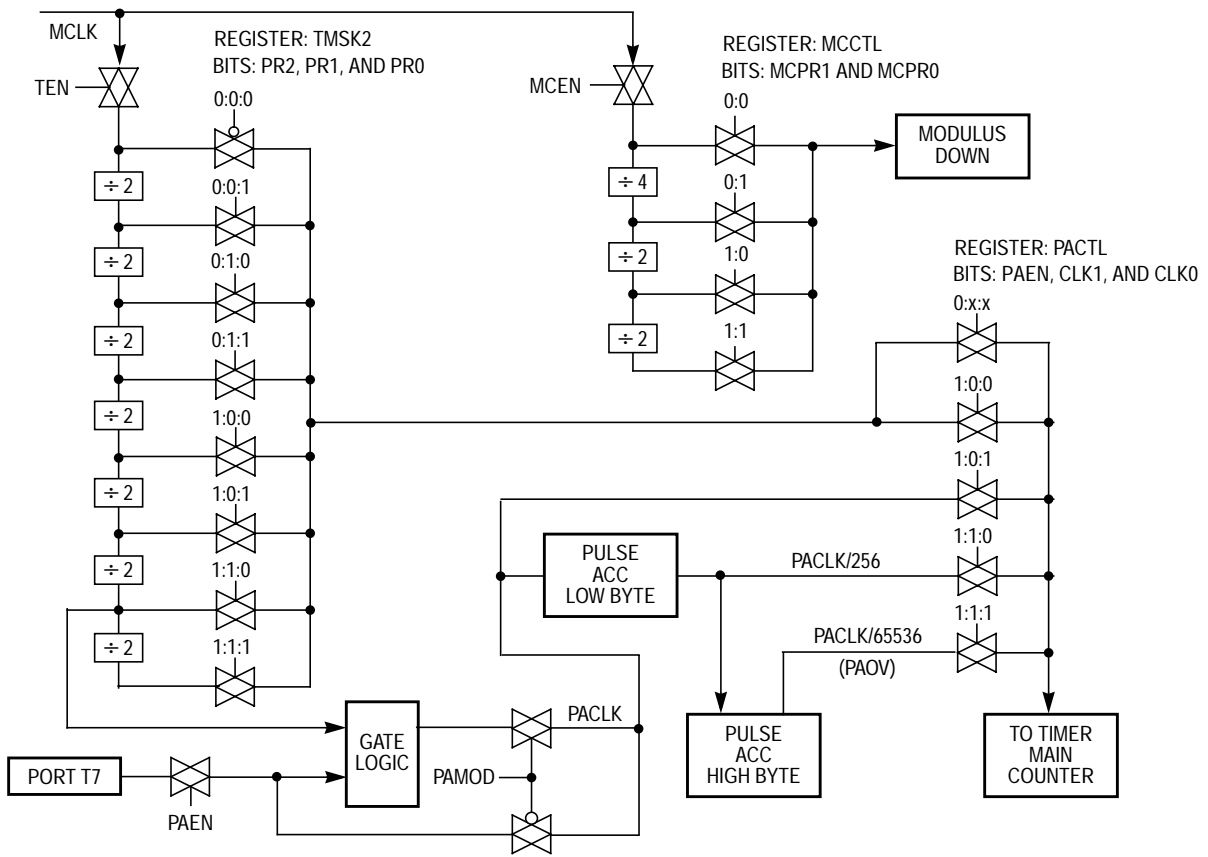 MCLK
REGISTER: TMSK2
BITS: PR2, PR1, AND PR0
TEN
0:0:0
÷ 2
0:0:1
÷ 2
0:1:0
÷ 2
0:1:1
÷ 2
1:0:0
÷ 2
1:0:1
÷ 2
1:1:0
÷ 2
1:1:1
REGISTER: MCCTL
BITS: MCPR1 AND MCPR0
MCEN
0:0
MODULUS
DOWN
÷ 4
0:1
÷ 2
1:0
÷ 2
1:1
REGISTER: PACTL
BITS: PAEN, CLK1, AND CLK0
0:x:x
1:0:0
1:0:1
PULSE
ACC
LOW BYTE
PACLK/256
1:1:0
PACLK/65536
(PAOV)
1:1:1
PULSE
ACC
HIGH BYTE
TO TIMER
MAIN
COUNTER
GATE
LOGIC
PACLK
PAMOD
PORT T7
PAEN